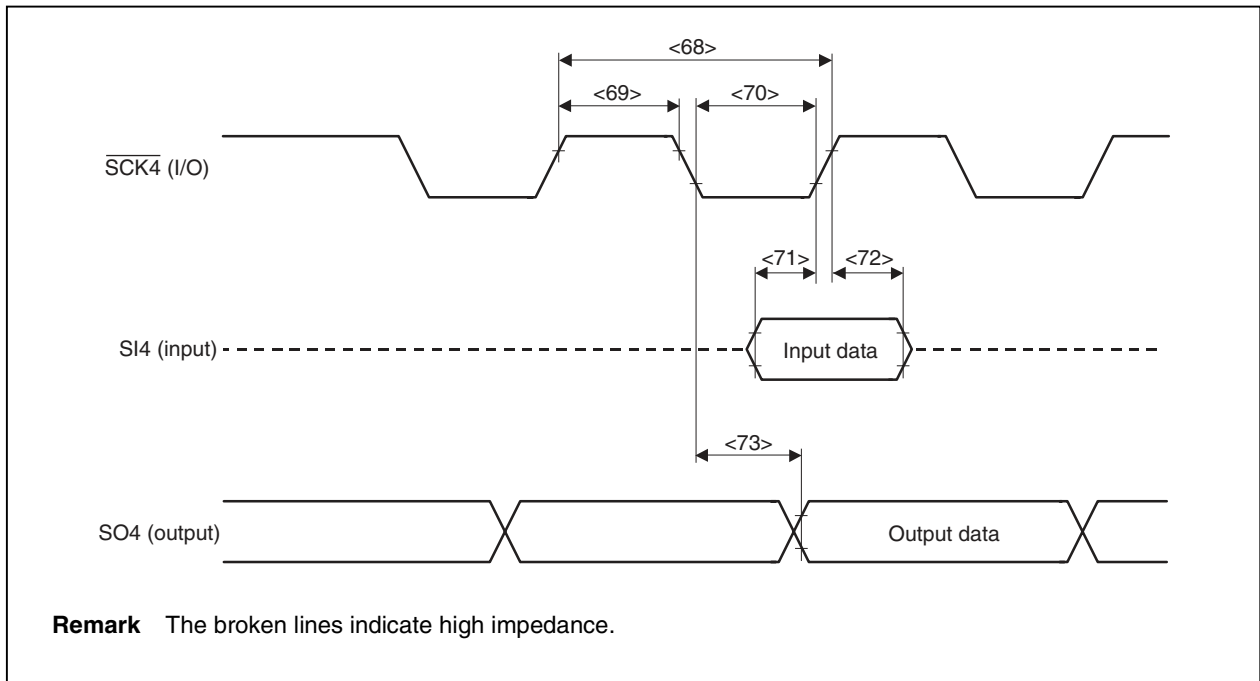 <68>
<69>
<70>
SCK4 (I/O)
<71>
<72>
SI4 (input)
Input data
<73>
SO4 (output)
Output data
Remark The broken lines indicate high impedance.